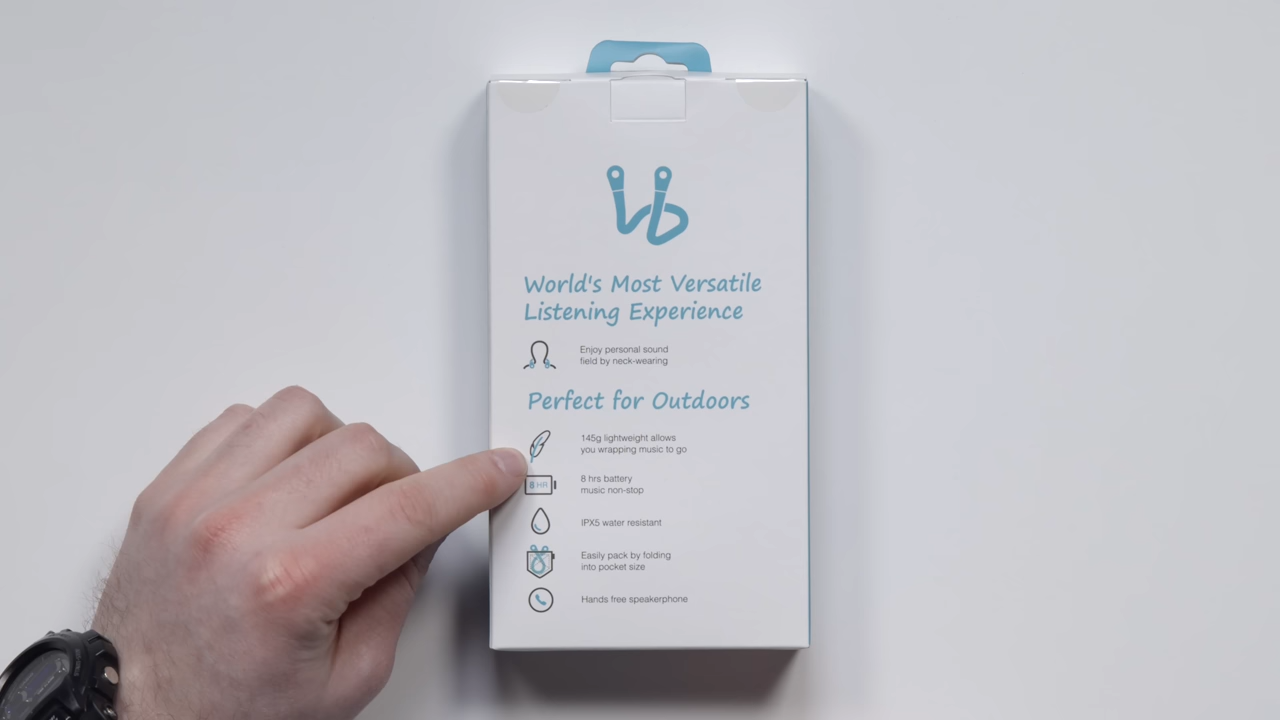 World's Most Versatile
Listening Experience
Enjoy personal sound
field by neck-wearing
Perfect for Outdoors
145g lightweight allows
you wrapping music to go
8 HR
8 hrs battery
music non-stop
IPX5 water resistant
Easily pack by folding
into pocket size
Hands free speakerphone